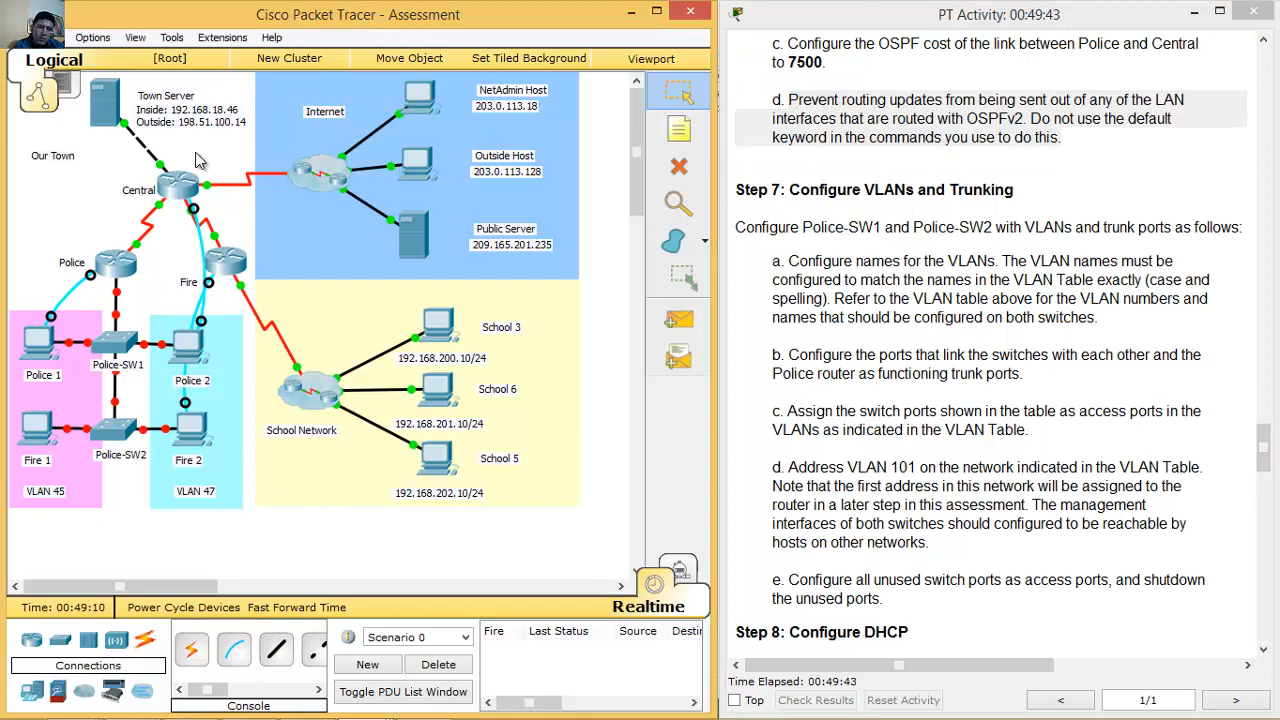 Cisco Packet Tracer - Assessment
Options View Tools Extensions Help
Logical [Root] New Cluster Move Object Set Tiled Background Viewport
Town Server
Inside: 192.168.18.46
Outside: 198.51.100.14
Our Town
Central
Police
Fire
Internet
NetAdmin Host
203.0.113.18
Outside Host
203.0.113.128
Public Server
209.165.201.235
Police 1
Police-SW1
Police 2
Fire 1
Police-SW2
Fire 2
VLAN 45
VLAN 47
School Network
School 3
192.168.200.10/24
School 6
192.168.201.10/24
School 5
192.168.202.10/24
Time: 00:49:10 Power Cycle Devices Fast Forward Time
Realtime
Connections
Console
Scenario 0
New Delete
Toggle PDU List Window
Fire Last Status Source Destir
PT Activity: 00:49:43
c. Configure the OSPF cost of the link between Police and Central
to 7500.
d. Prevent routing updates from being sent out of any of the LAN
interfaces that are routed with OSPFv2. Do not use the default
keyword in the commands you use to do this.
Step 7: Configure VLANs and Trunking
Configure Police-SW1 and Police-SW2 with VLANs and trunk ports as follows:
a. Configure names for the VLANs. The VLAN names must be
configured to match the names in the VLAN Table exactly (case and
spelling). Refer to the VLAN table above for the VLAN numbers and
names that should be configured on both switches.
b. Configure the ports that link the switches with each other and the
Police router as functioning trunk ports.
c. Assign the switch ports shown in the table as access ports in the
VLANs as indicated in the VLAN Table.
d. Address VLAN 101 on the network indicated in the VLAN Table.
Note that the first address in this network will be assigned to the
router in a later step in this assessment. The management
interfaces of both switches should configured to be reachable by
hosts on other networks.
e. Configure all unused switch ports as access ports, and shutdown
the unused ports.
Step 8: Configure DHCP
Time Elapsed: 00:49:43
Top Check Results Reset Activity < 1/1 >